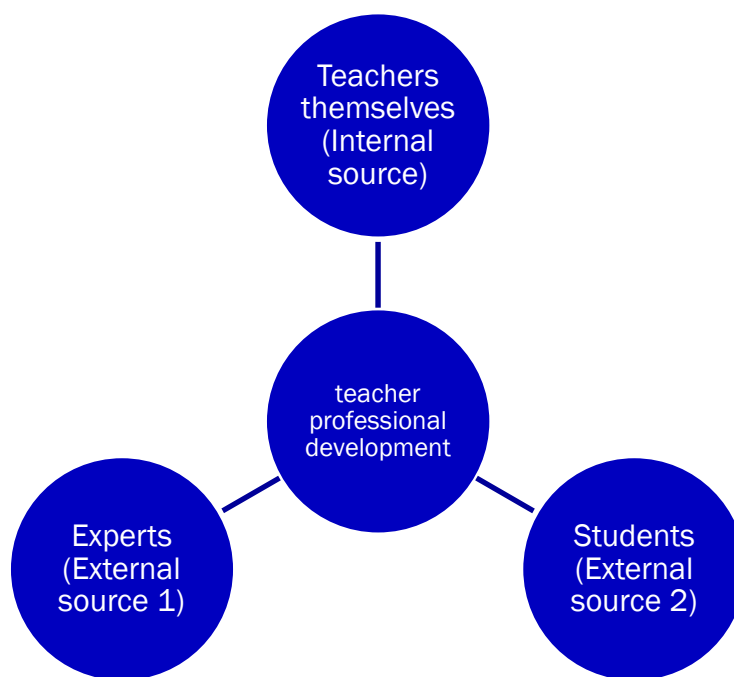 Teachers
themselves
(Internal
source)
teacher
professional
development
Experts
(External
source 1)
Students
(External
source 2)